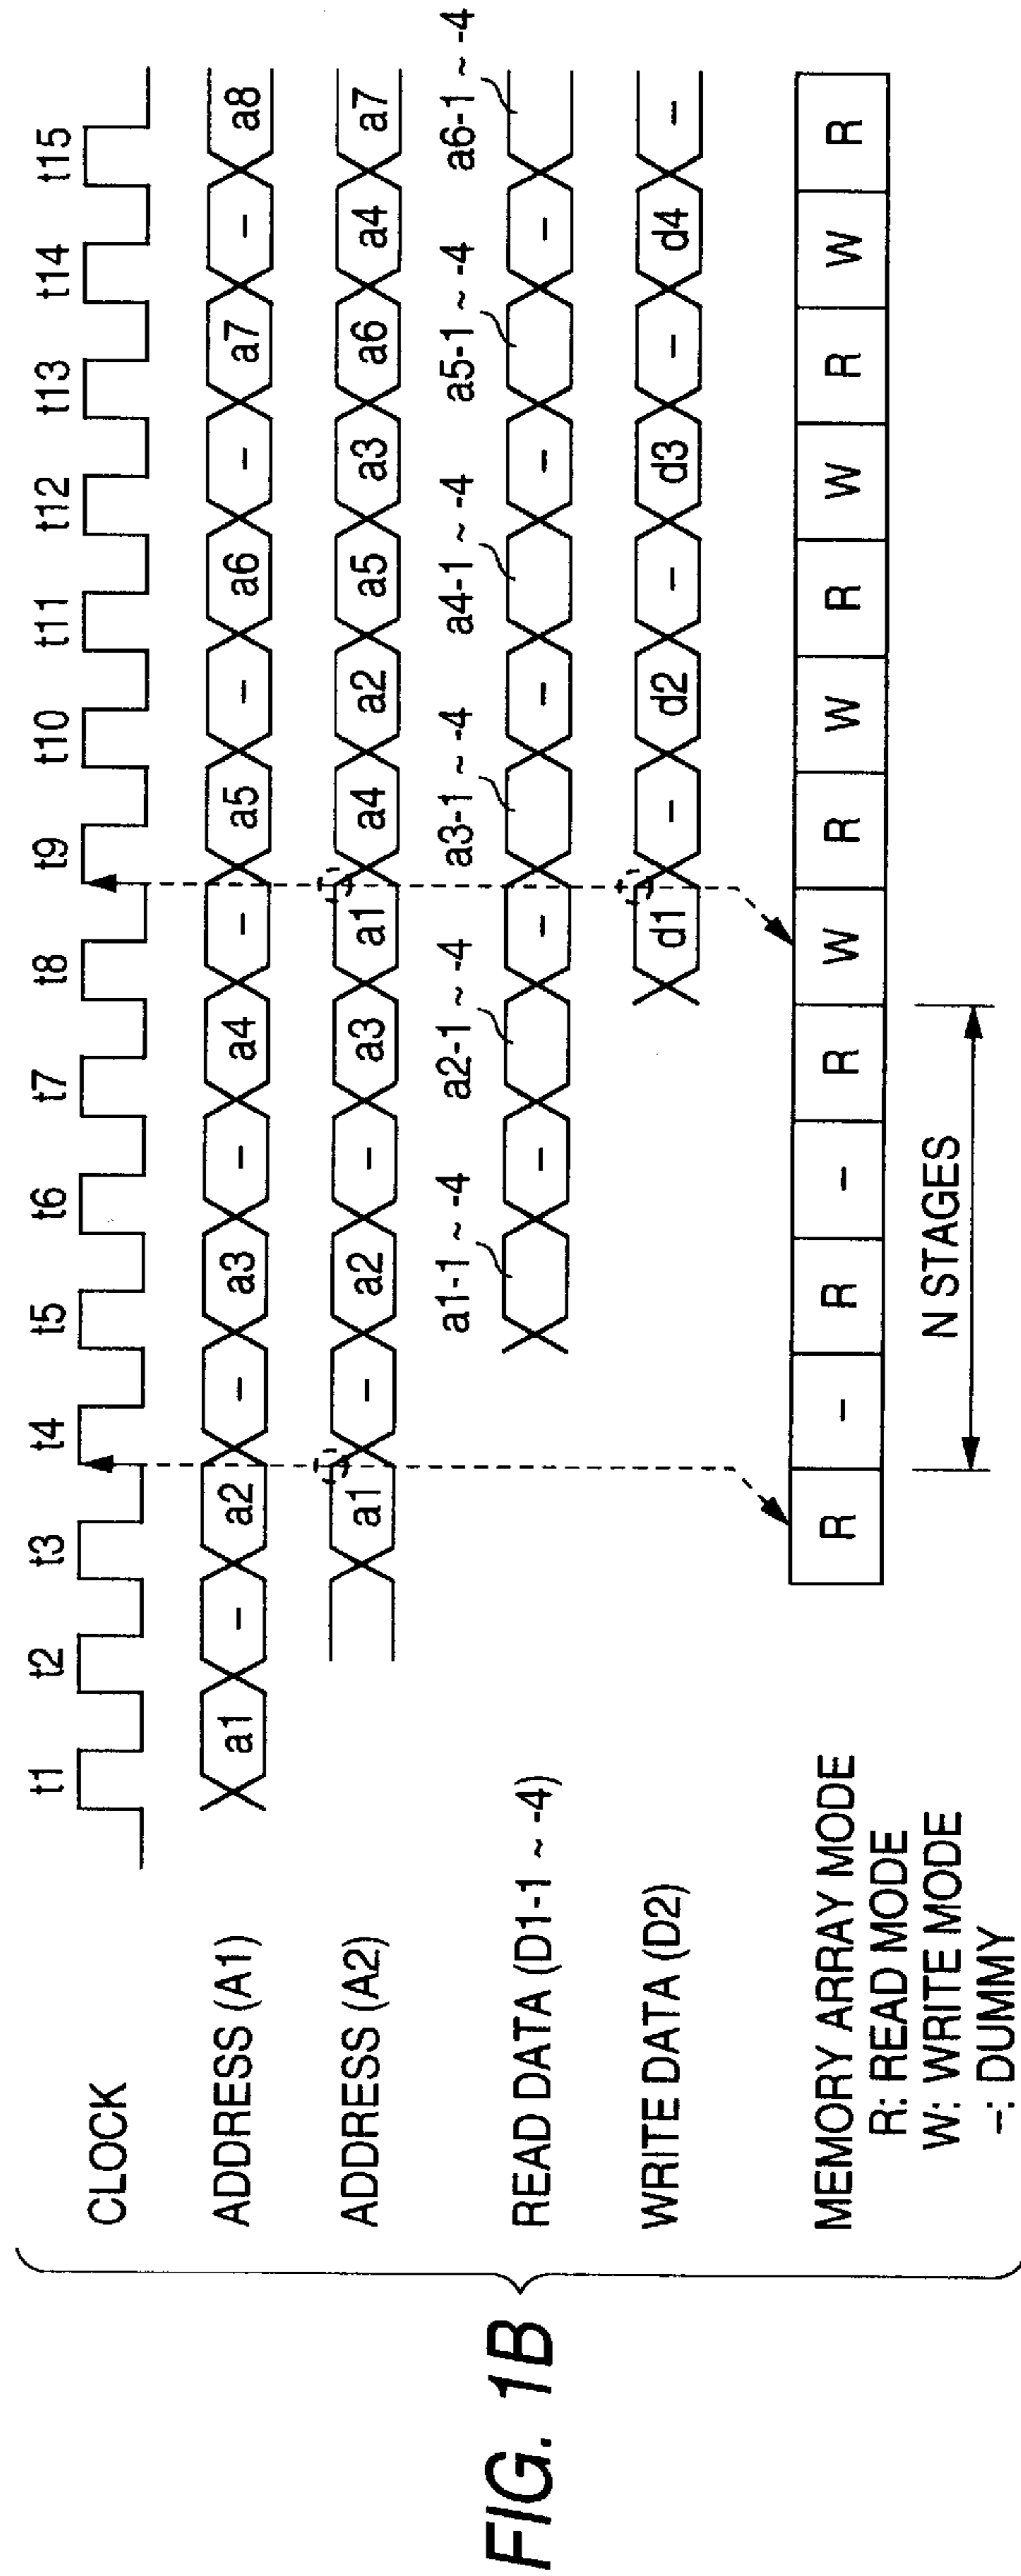 FIG. 1B
CLOCK
t1 t2 t3 t4 t5 t6 t7 t8 t9 t10 t11 t12 t13 t14 t15
ADDRESS (A1)
a1 - a2 - a3 - a4 - a5 - a6 - a7 - a8
ADDRESS (A2)
a1 - a2 - a3 a1 a4 a2 a5 a3 a6 a4 a7
a1-1 ~ -4 a2-1 ~ -4 a3-1 ~ -4 a4-1 ~ -4 a5-1 ~ -4 a6-1 ~ -4
READ DATA (D1-1 ~ -4)
- - - - -
WRITE DATA (D2)
d1 - d2 - d3 - d4 -
MEMORY ARRAY MODE
R - R - R W R W R W R W R
R: READ MODE
W: WRITE MODE
-: DUMMY
N STAGES